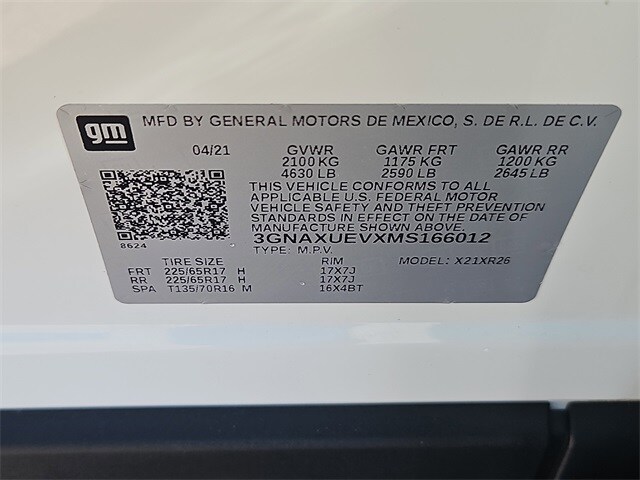 gm MFD BY GENERAL MOTORS DE MEXICO, S. DE R.L. DE C.V.
04/21 GVWR GAWR FRT GAWR RR
2100 KG 1175 KG 1200 KG
4630 LB 2590 LB 2645 LB
THIS VEHICLE CONFORMS TO ALL
APPLICABLE U.S. FEDERAL MOTOR
VEHICLE SAFETY AND THEFT PREVENTION
STANDARDS IN EFFECT ON THE DATE OF
MANUFACTURE SHOWN ABOVE.
8624 3GNAXUEVXMS166012
TYPE: M.P.V. MODEL: X21XR26
TIRE SIZE RIM
FRT 225/65R17 H 17X7J
RR 225/65R17 H 17X7J
SPA T135/70R16 M 16X4BT